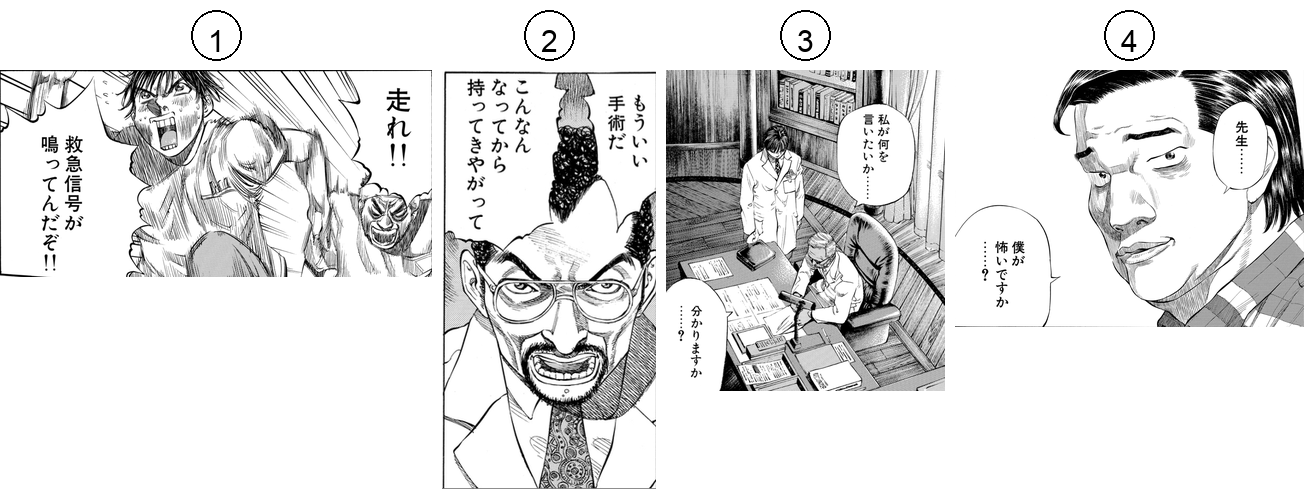 1
走れ!!
救急信号が
鳴ってんだぞ!!
2
もういい
手術だ
こんなん
なってから
持ってきやがって
3
私が何を
言いたいか……
分かりますか
……?
4
先生……
僕が
怖いですか
……?